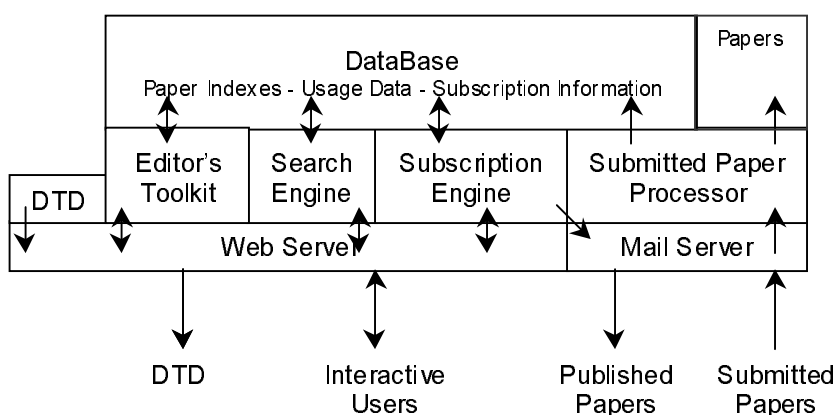 Papers
DataBase
Paper Indexes - Usage Data - Subscription Information
Editor's
Toolkit
Search
Engine
Subscription
Engine
Submitted Paper
Processor
DTD
Web Server
Mail Server
DTD
Interactive
Users
Published
Papers
Submitted
Papers